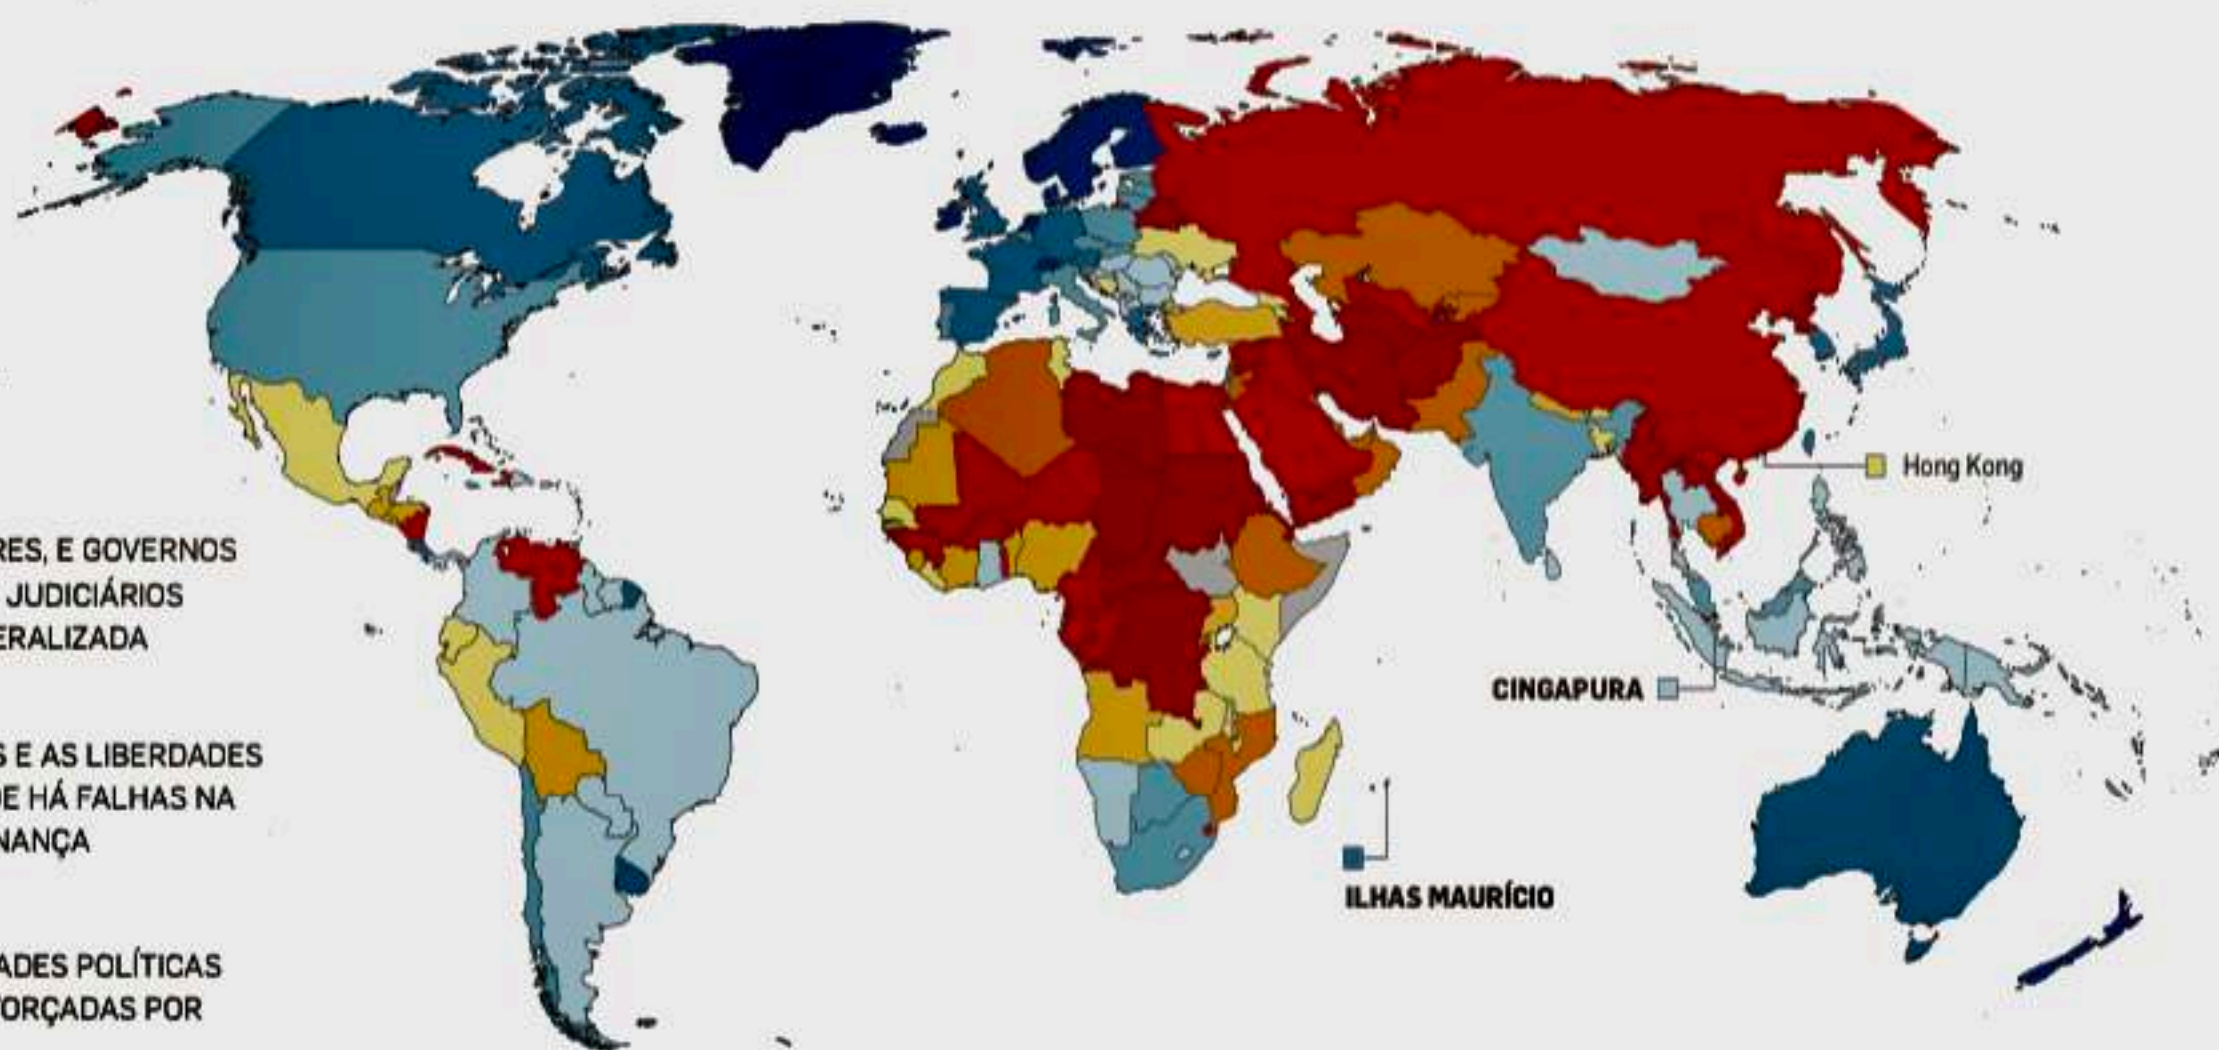 RES, E GOVERNOS
JUDICIÁRIOS
ERALIZADA
S E AS LIBERDADES
DE HÁ FALHAS NA
NANÇA
ADES POLÍTICAS
FORÇADAS POR
Hong Kong
CINGAPURA
ILHAS MAURÍCIO